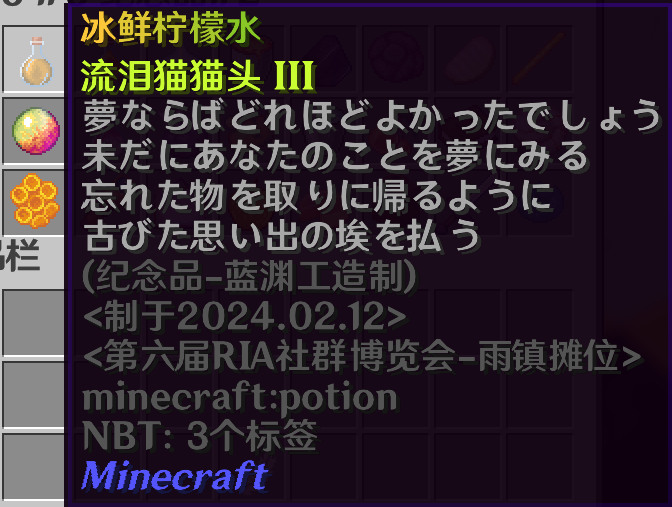 冰鲜柠檬水
流泪猫猫头 III
夢ならばどれほどよかったでしょう
未だにあなたのことを夢にみる
忘れた物を取りに帰るように
古びた思い出の埃を払う
(纪念品-蓝渊工造制)
<制于2024.02.12>
<第六届RIA社群博览会-雨镇摊位>
minecraft:potion
NBT: 3个标签
Minecraft
栏